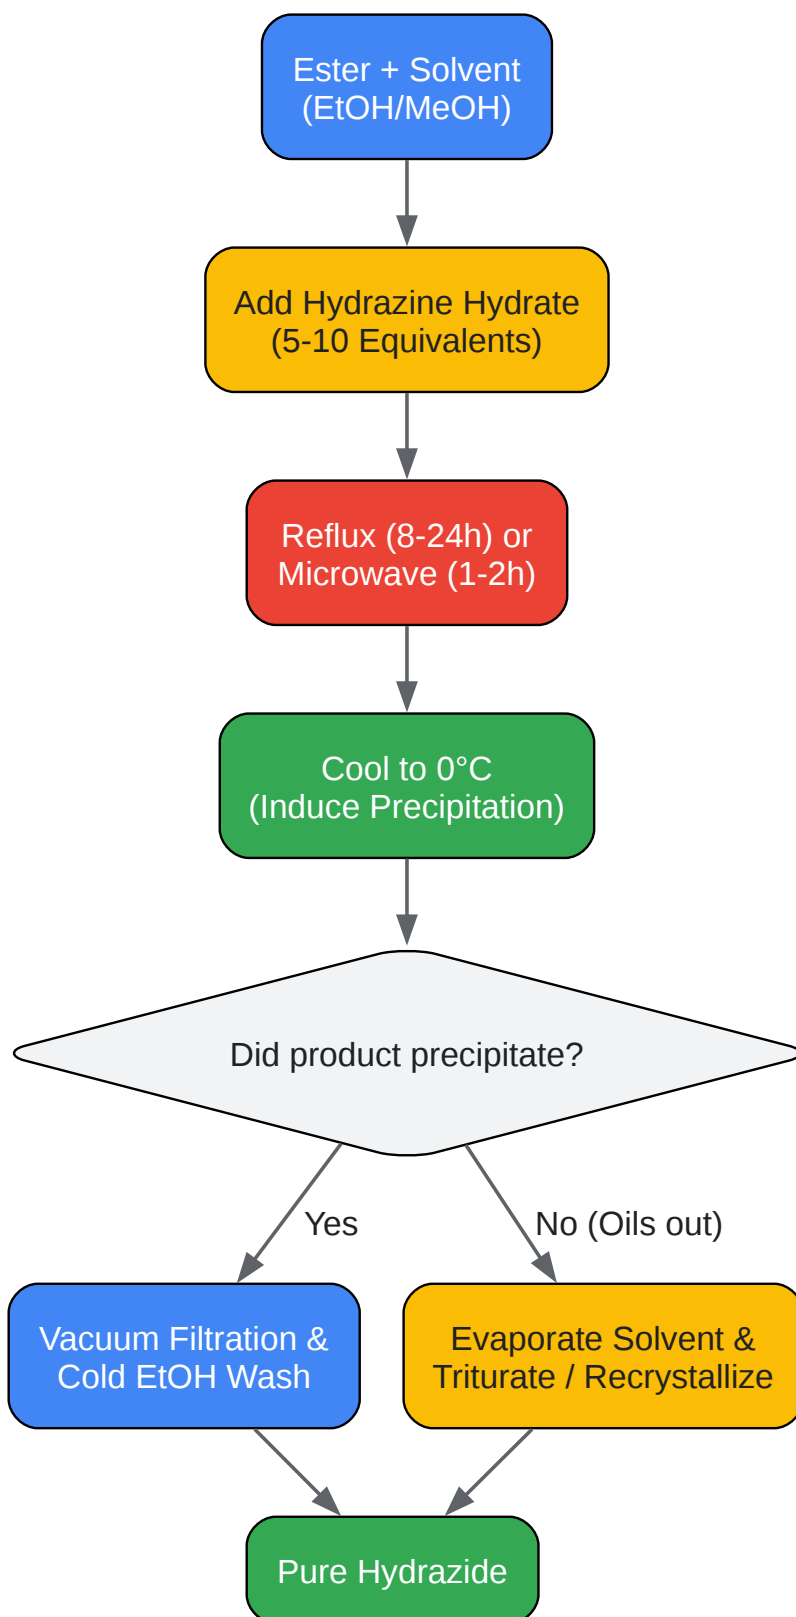 Ester + Solvent
(EtOH/MeOH)
Add Hydrazine Hydrate
(5-10 Equivalents)
Reflux (8-24h) or
Microwave (1-2h)
Cool to 0°C
(Induce Precipitation)
Did product precipitate?
Yes
No (Oils out)
Vacuum Filtration &
Cold EtOH Wash
Evaporate Solvent &
Triturate / Recrystallize
Pure Hydrazide